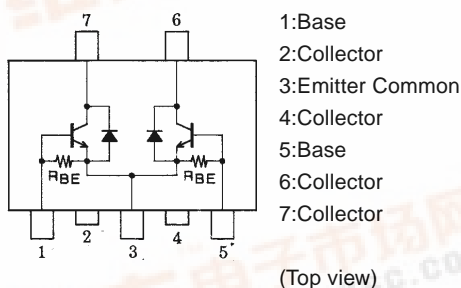 7 6
1:Base
2:Collector
3:Emitter Common
4:Collector
5:Base
6:Collector
7:Collector
RBE RBE
1 2 3 4 5
(Top view)